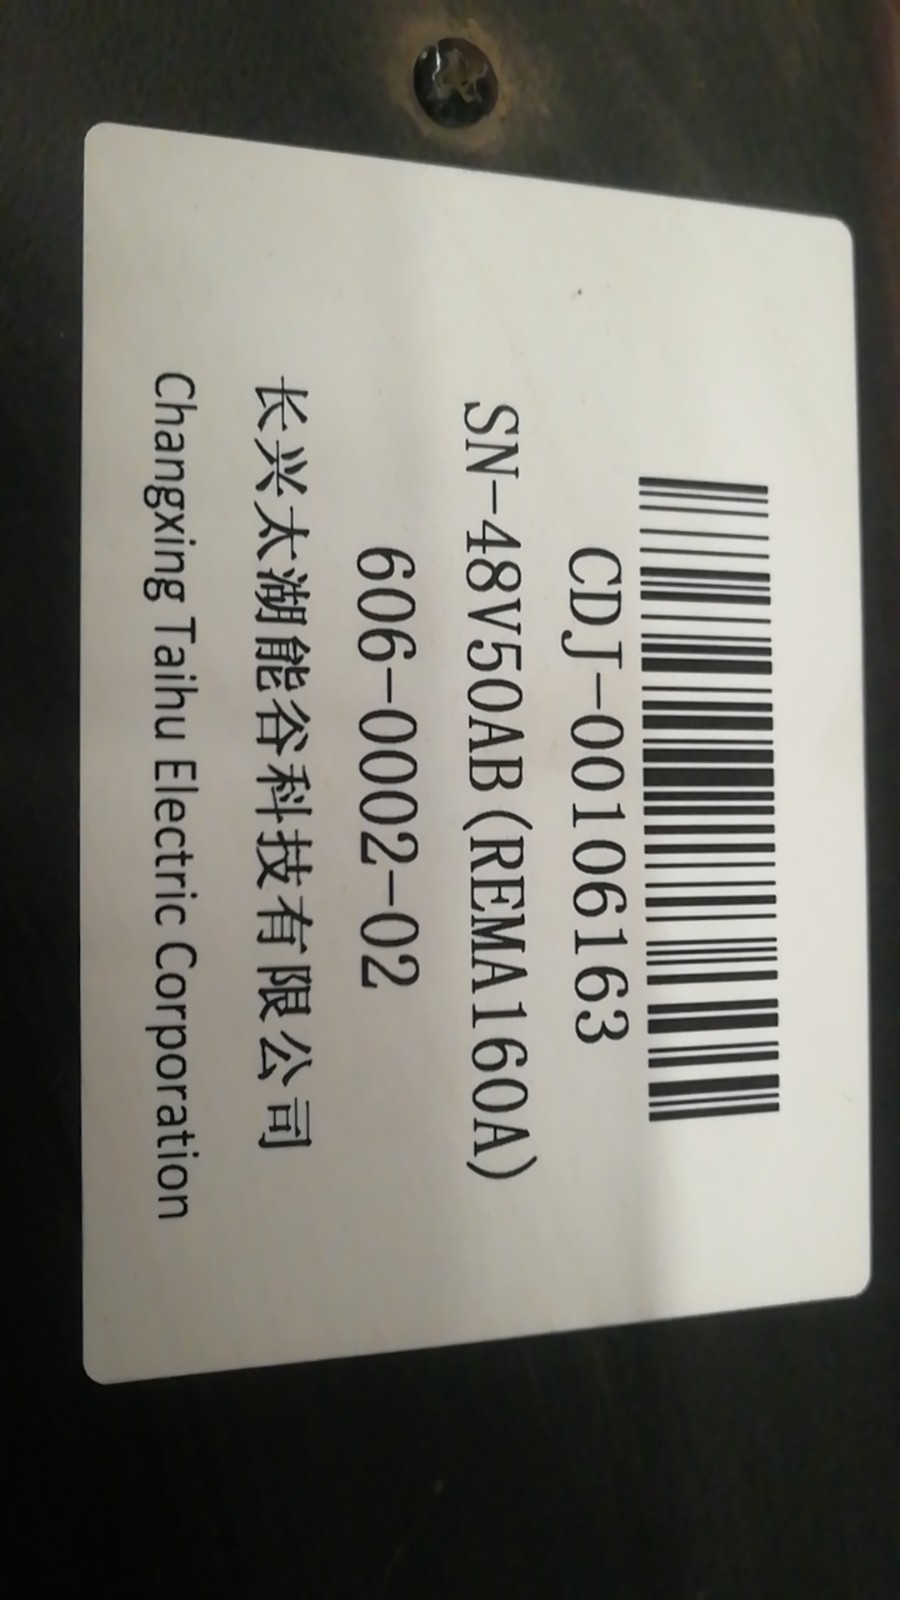 CDJ-00106163
SN-48V50AB(REMA160A)
606-0002-02
长兴太湖能谷科技有限公司
Changxing Taihu Electric Corporation